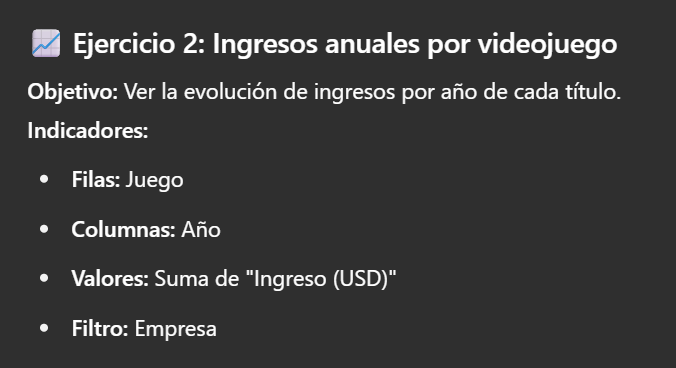 Ejercicio 2: Ingresos anuales por videojuego
Objetivo: Ver la evolución de ingresos por año de cada título.
Indicadores:
• Filas: Juego
• Columnas: Año
• Valores: Suma de "Ingreso (USD)"
• Filtro: Empresa